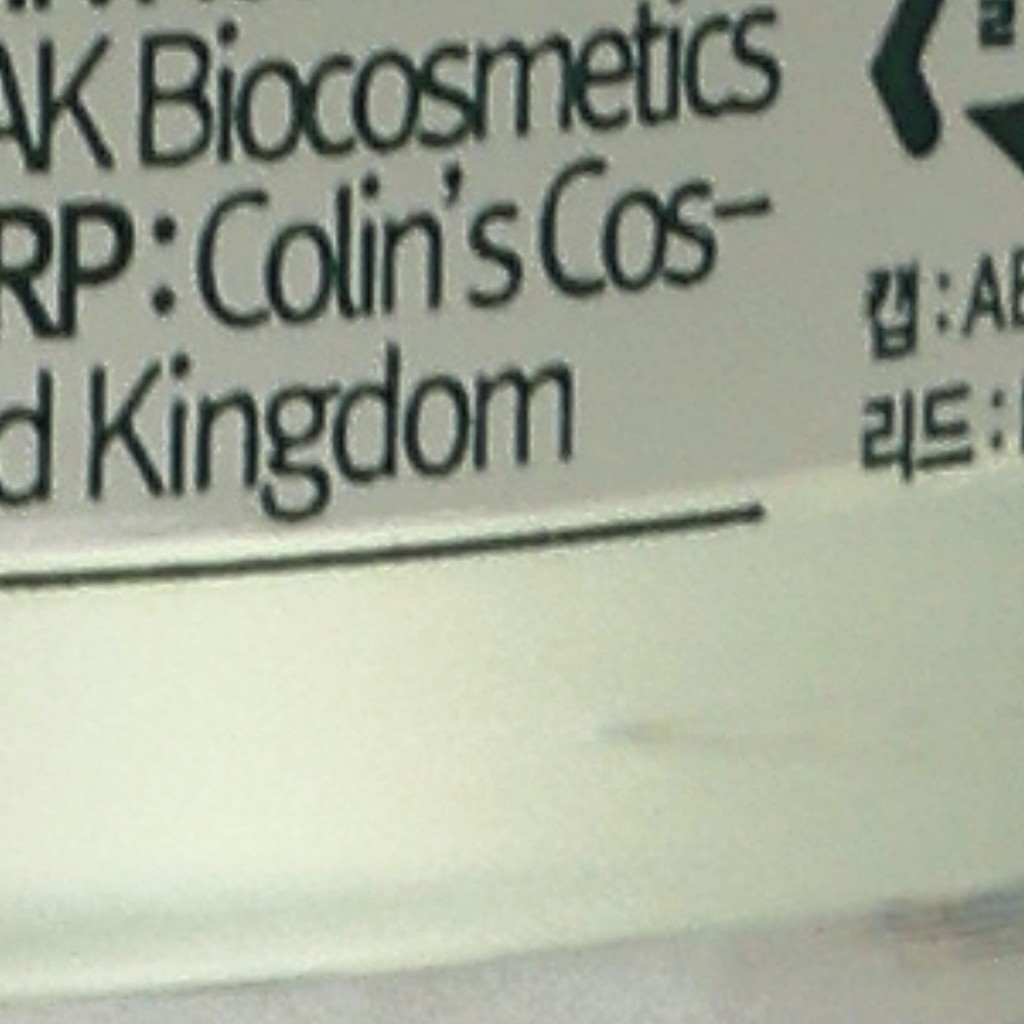 AK Biocosmetics
RP : Colin's Cos-
d Kingdom
캡 : AB
리드 :